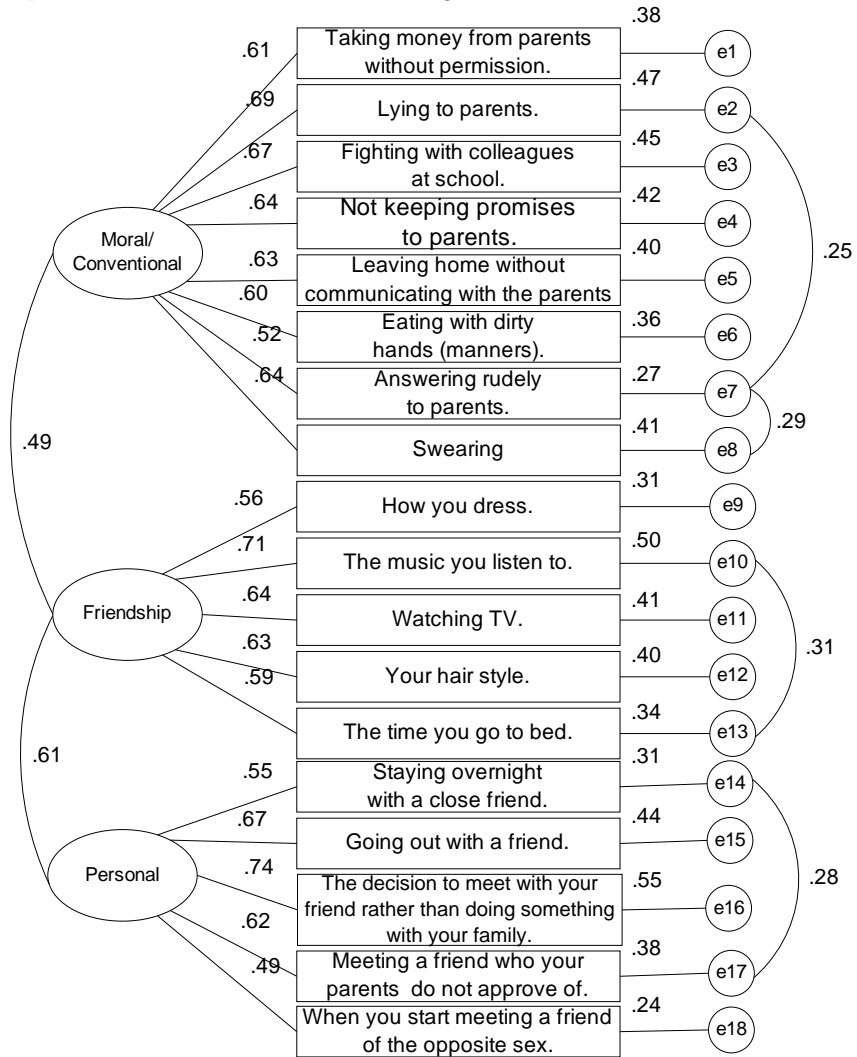 .38
.61
Taking money from parents
without permission.
e1
.69
.47
Lying to parents.
e2
.67
.45
Fighting with colleagues
at school.
e3
.64
.42
Not keeping promises
to parents.
e4
Moral/
Conventional
.63
.40
Leaving home without
communicating with the parents
e5
.25
.60
.36
Eating with dirty
hands (manners).
e6
.52
.27
Answering rudely
to parents.
e7
.64
.41
Swearing
e8
.29
.49
.31
.56
How you dress.
e9
.71
.50
The music you listen to.
e10
Friendship
.64
.41
Watching TV.
e11
.63
.40
Your hair style.
e12
.31
.59
.34
The time you go to bed.
e13
.61
.31
.55
Staying overnight
with a close friend.
e14
.67
.44
Going out with a friend.
e15
Personal
.74
.55
The decision to meet with your
friend rather than doing something
with your family.
e16
.28
.62
.38
Meeting a friend who your
parents do not approve of.
e17
.49
.24
When you start meeting a friend
of the opposite sex.
e18